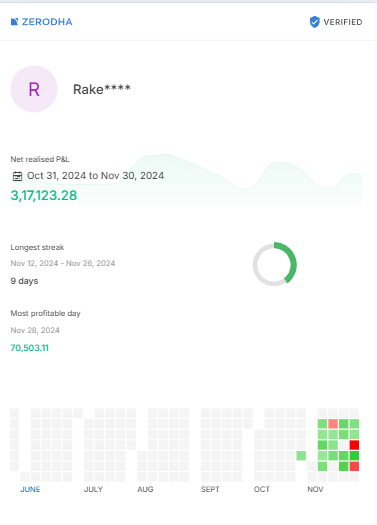 ZERODHA
VERIFIED
R
Rake****
Net realised P&L
Oct 31, 2024 to Nov 30, 2024
3,17,123.28
Longest streak
Nov 12, 2024 - Nov 26, 2024
9 days
Most profitable day
Nov 28, 2024
70,503.11
JUNE JULY AUG SEPT OCT NOV